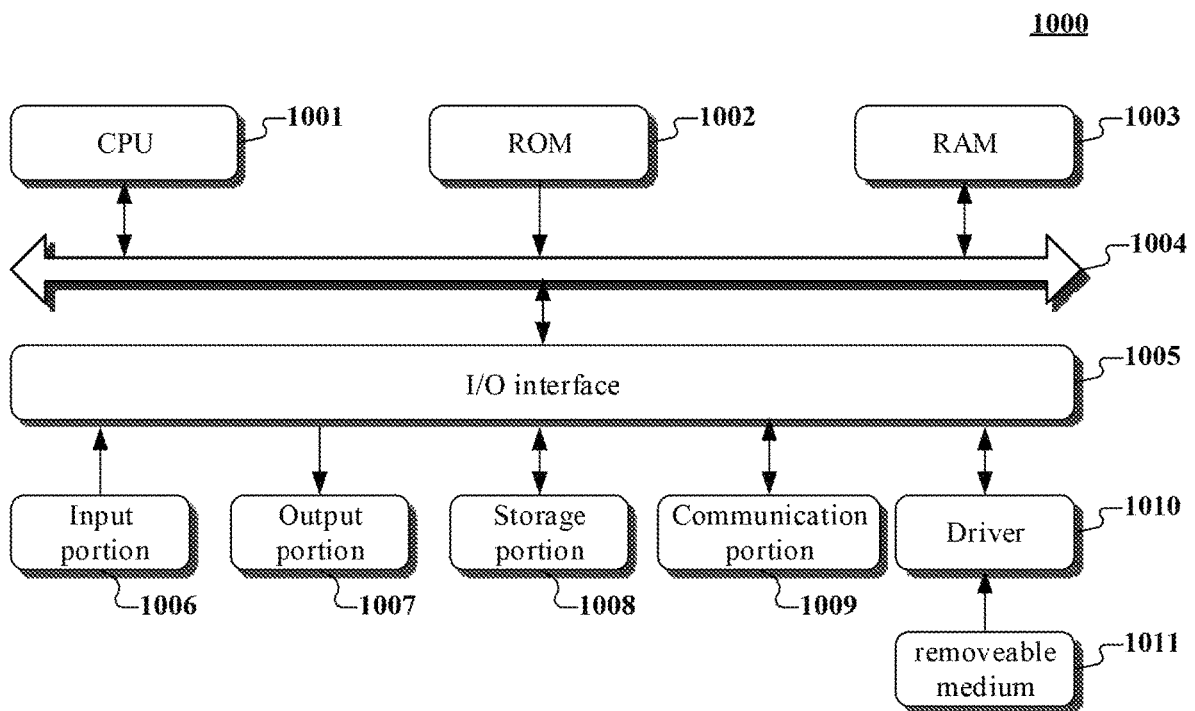 1000
CPU
1001
ROM
1002
RAM
1003
1004
I/O interface
1005
Input
portion
1006
Output
portion
1007
Storage
portion
1008
Communication
portion
1009
Driver
1010
removeable
medium
1011